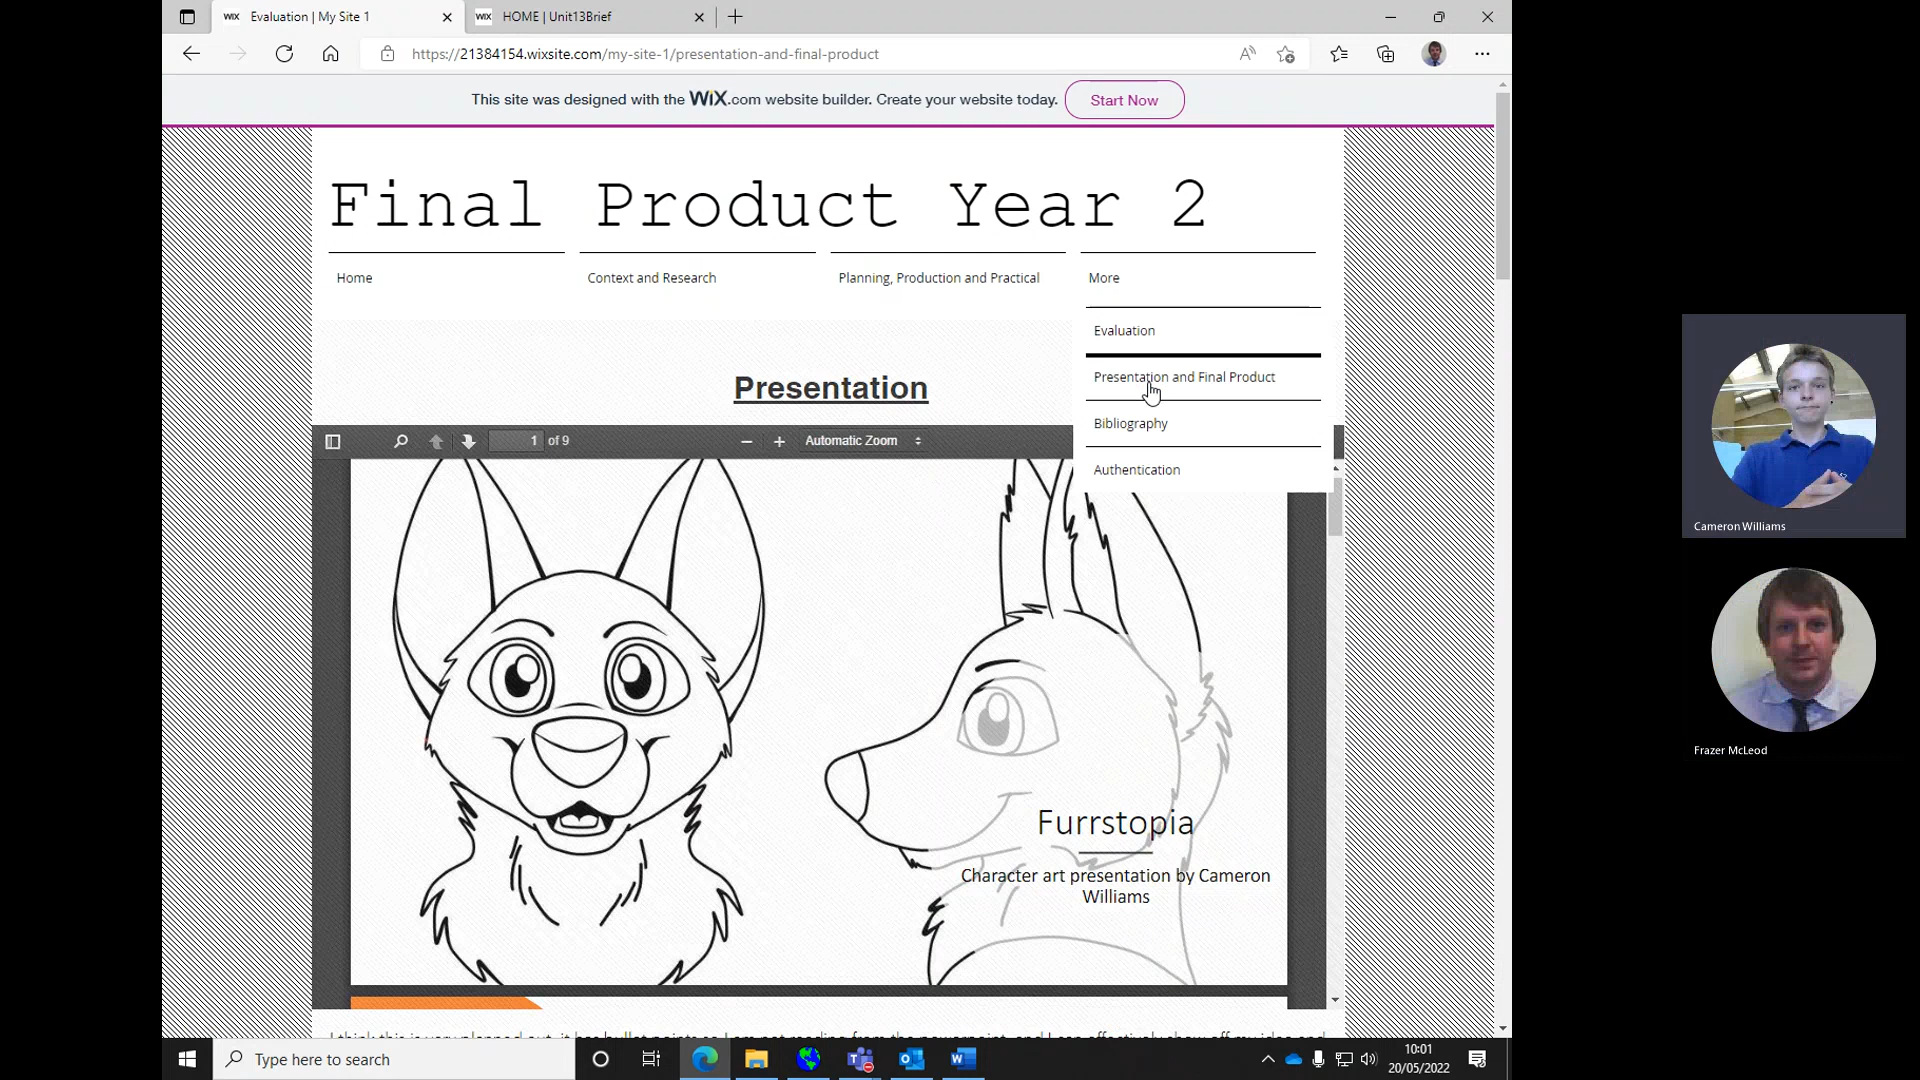 WiX Evaluation | My Site 1
WiX HOME | Unit13Brief
https://21384154.wixsite.com/my-site-1/presentation-and-final-product
This site was designed with the WiX.com website builder. Create your website today.
Start Now
Final Product Year 2
Home
Context and Research
Planning, Production and Practical
More
Evaluation
Presentation and Final Product
Bibliography
Authentication
Presentation
1 of 9
Automatic Zoom
Furrstopia
Character art presentation by Cameron
Williams
Cameron Williams
Frazer McLeod
Type here to search
10:01
20/05/2022